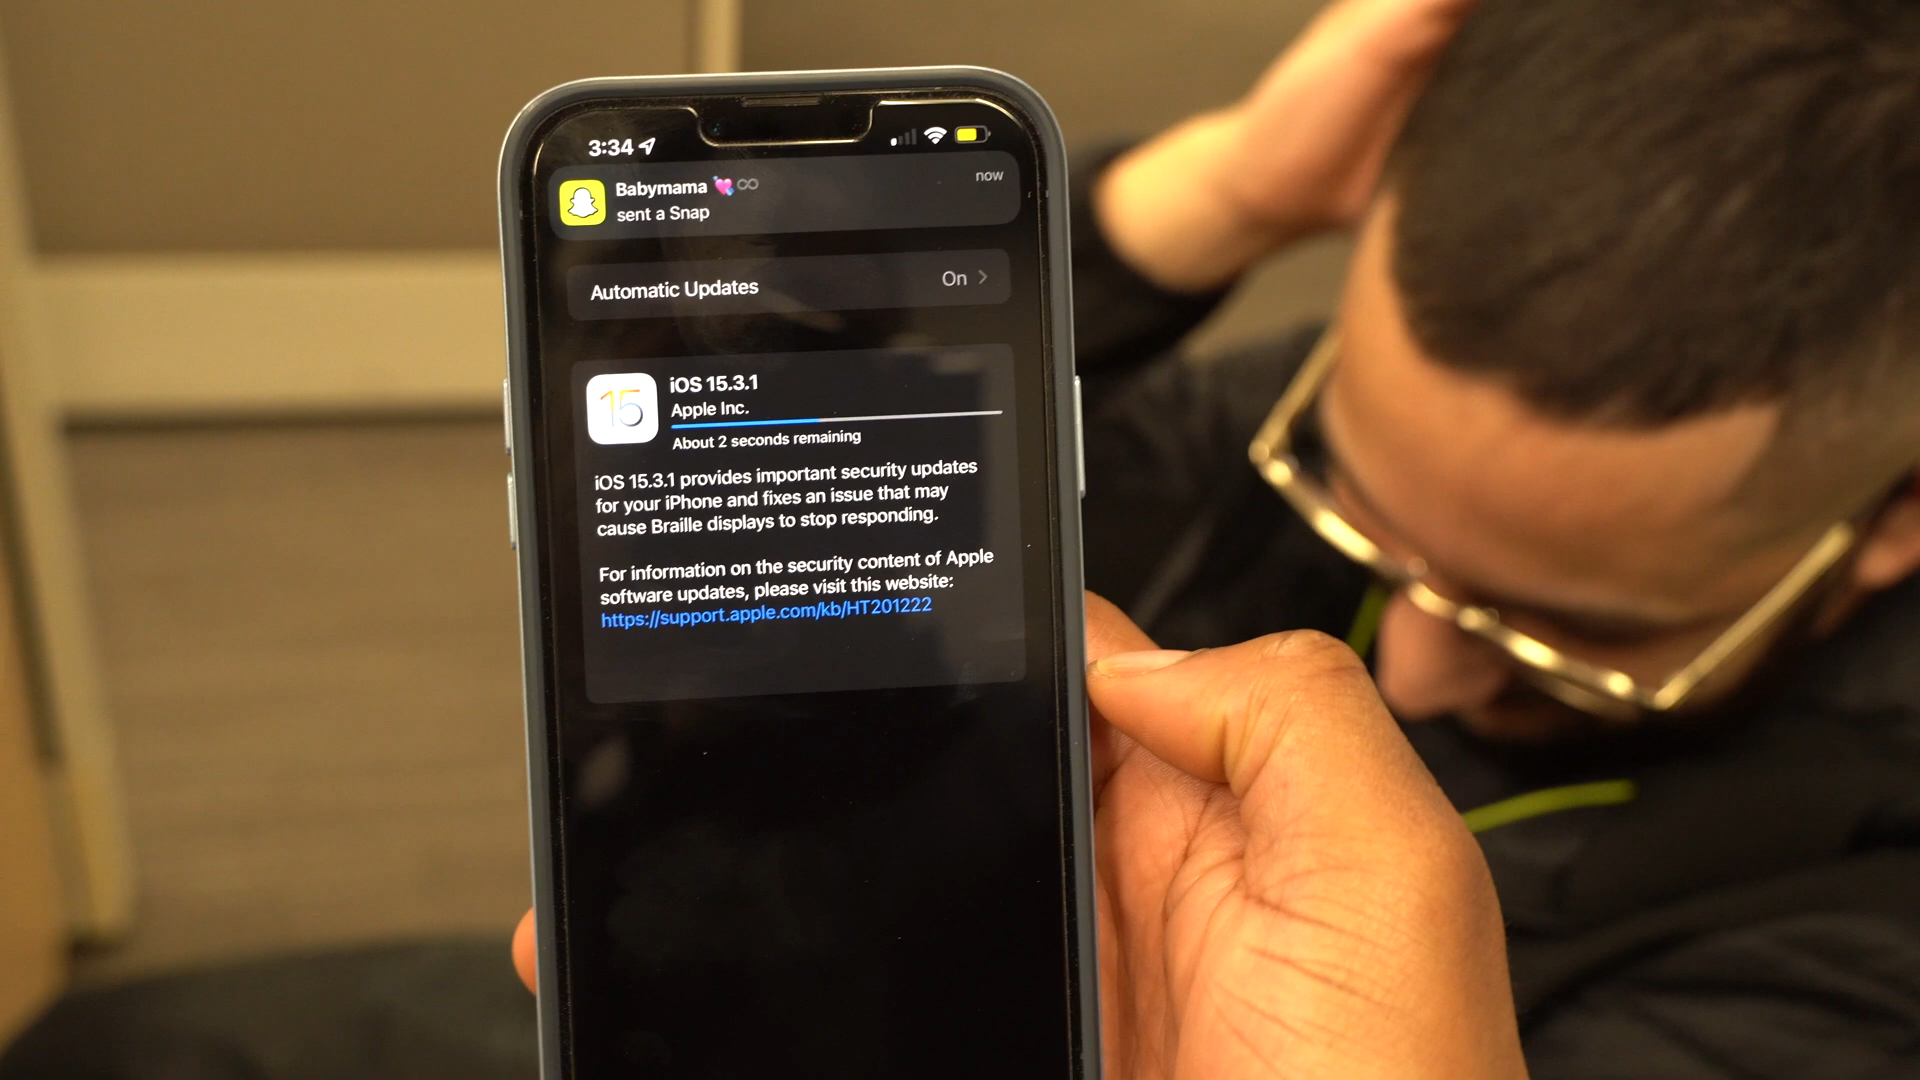 3:34
Babymama 💘∞ now
sent a Snap
Automatic Updates On
15
iOS 15.3.1
Apple Inc.
About 2 seconds remaining
iOS 15.3.1 provides important security updates
for your iPhone and fixes an issue that may
cause Braille displays to stop responding.
For information on the security content of Apple
software updates, please visit this website:
https://support.apple.com/kb/HT201222